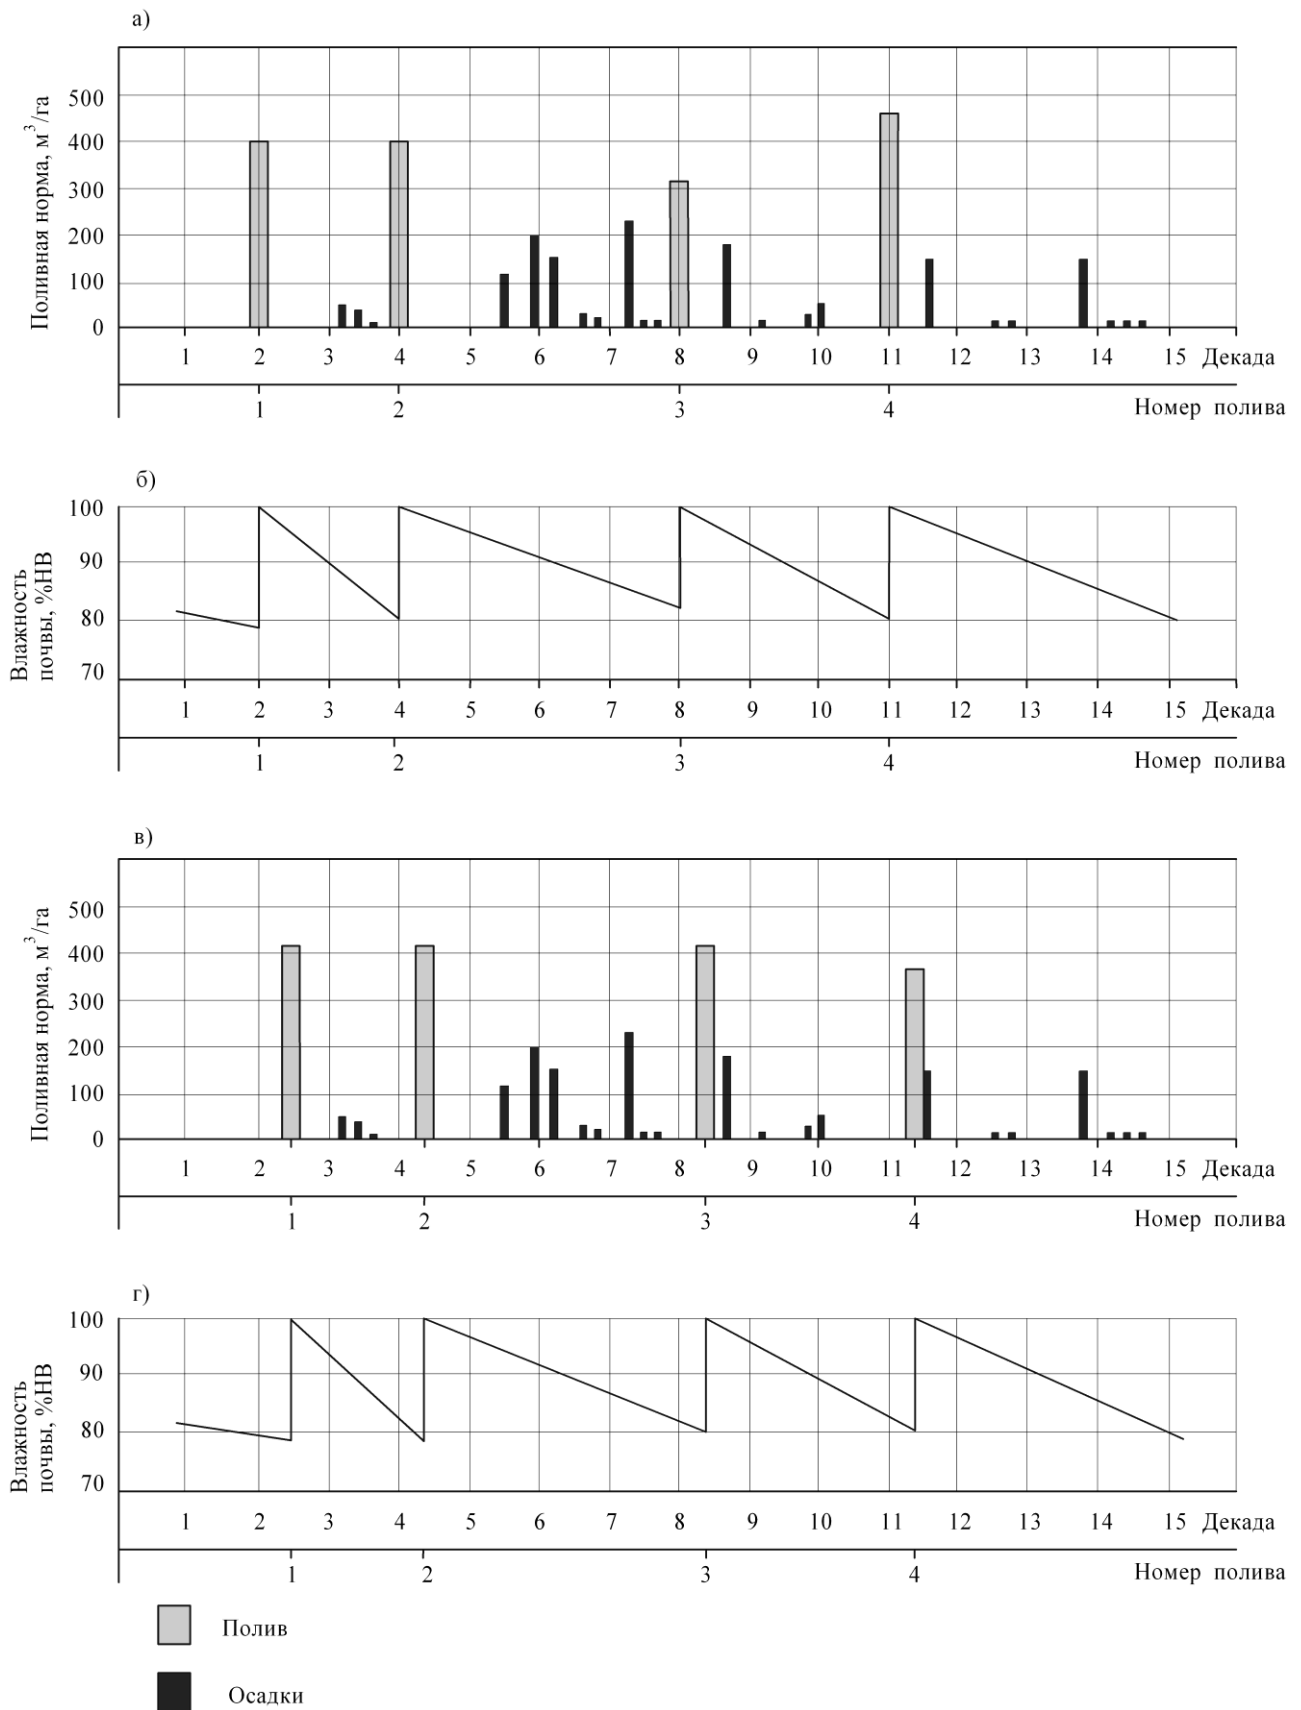 а)
Поливная норма, м³/га
500
400
300
200
100
0
1 2 3 4 5 6 7 8 9 10 11 12 13 14 15 Декада
1 2 3 4 Номер полива
б)
Влажность
почвы, %НВ
100
90
80
70
1 2 3 4 5 6 7 8 9 10 11 12 13 14 15 Декада
1 2 3 4 Номер полива
в)
Поливная норма, м³/га
500
400
300
200
100
0
1 2 3 4 5 6 7 8 9 10 11 12 13 14 15 Декада
1 2 3 4 Номер полива
г)
Влажность
почвы, %НВ
100
90
80
70
1 2 3 4 5 6 7 8 9 10 11 12 13 14 15 Декада
1 2 3 4 Номер полива
Полив
Осадки